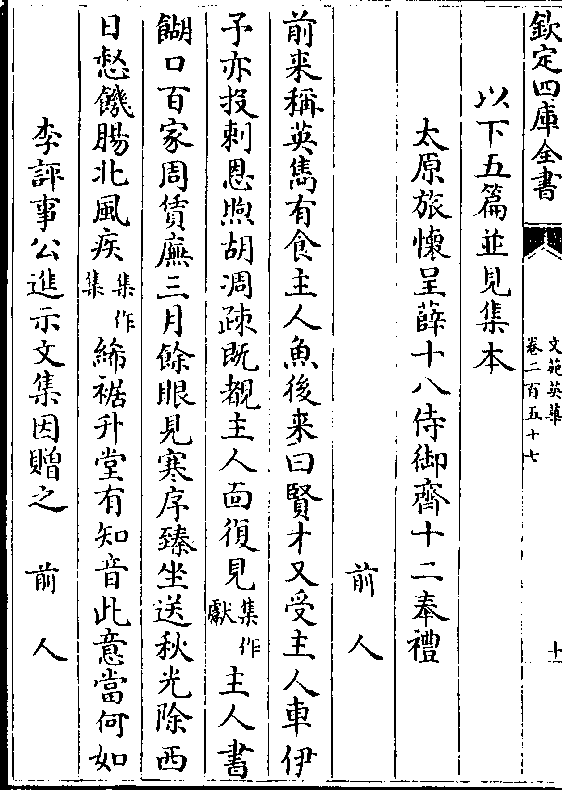 欽定四庫全書
文苑英華
卷二百五十七
十
以下五篇並見集本
太原旅懷呈薛十八侍御齊十二奉禮
前人
前来稱英雋有食主人魚後来曰賢才又受主人車伊
予亦投刺恩煦胡凋疎既覩主人面復見集作獻主人書
餬口百家周賃廡三月餘眼見寒序臻坐送秋光除西
日愁饑腸北風疾集作集絺裾升堂有知音此意當何如
李評事公進示文集因贈之
前人